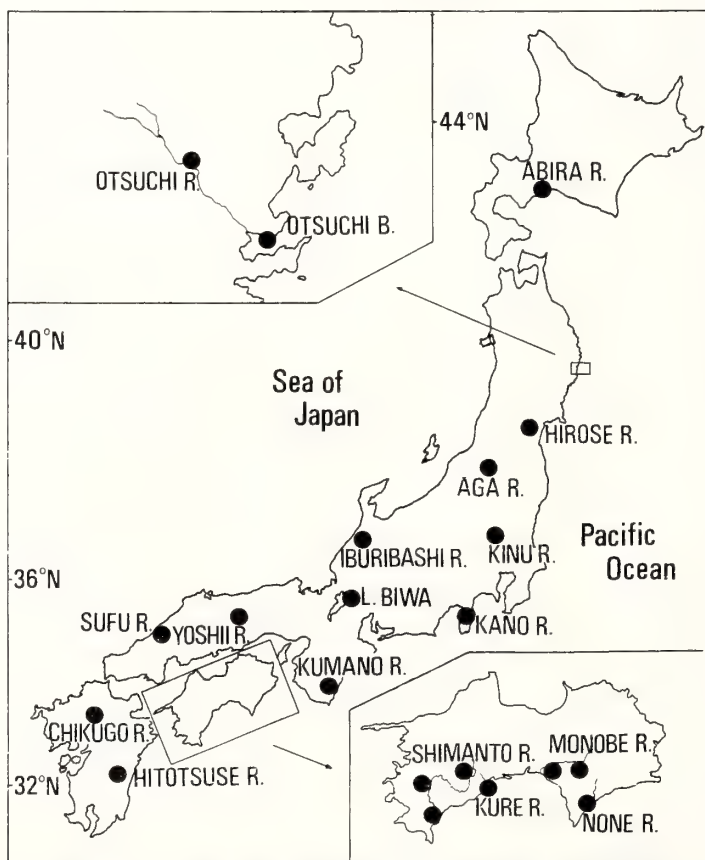 44°N
ABIRA R.
OTSUCHI R.
OTSUCHI B.
40°N
Sea of
Japan
HIROSE R.
AGA R.
Pacific
Ocean
IBURIBASHI R.
KINU R.
36°N
L. BIWA
SUFU R.
YOSHII R.
KANO R.
KUMANO R.
CHIKUGO R.
HITOTSUSE R.
32°N
SHIMANTO R.
MONOBE R.
KURE R.
NONE R.